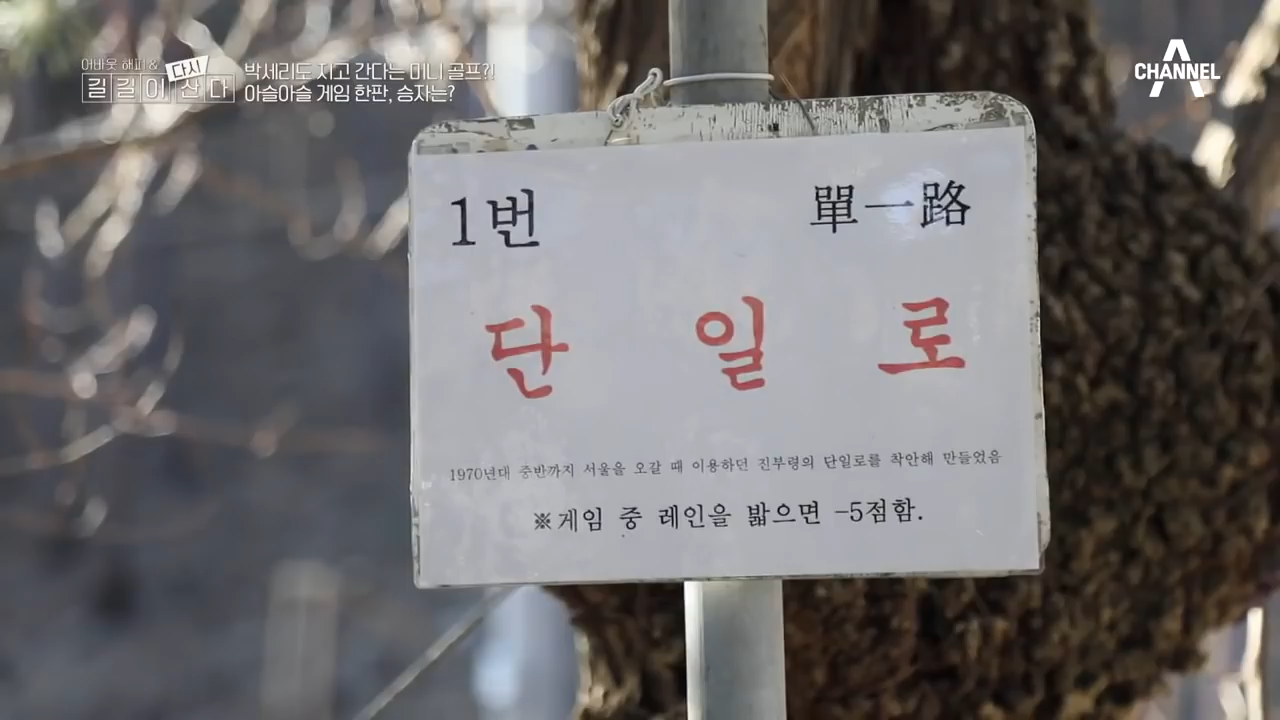 어바웃 해피 &
길길이 다시 산다
박세리도 지고 간다는 미니 골프?!
아슬아슬 게임 한판, 승자는?
CHANNEL A
1번 單一路
단 일 로
1970년대 중반까지 서울을 오갈 때 이용하던 진부령의 단일로를 착안해 만들었음
※게임 중 레인을 밟으면 -5점함.